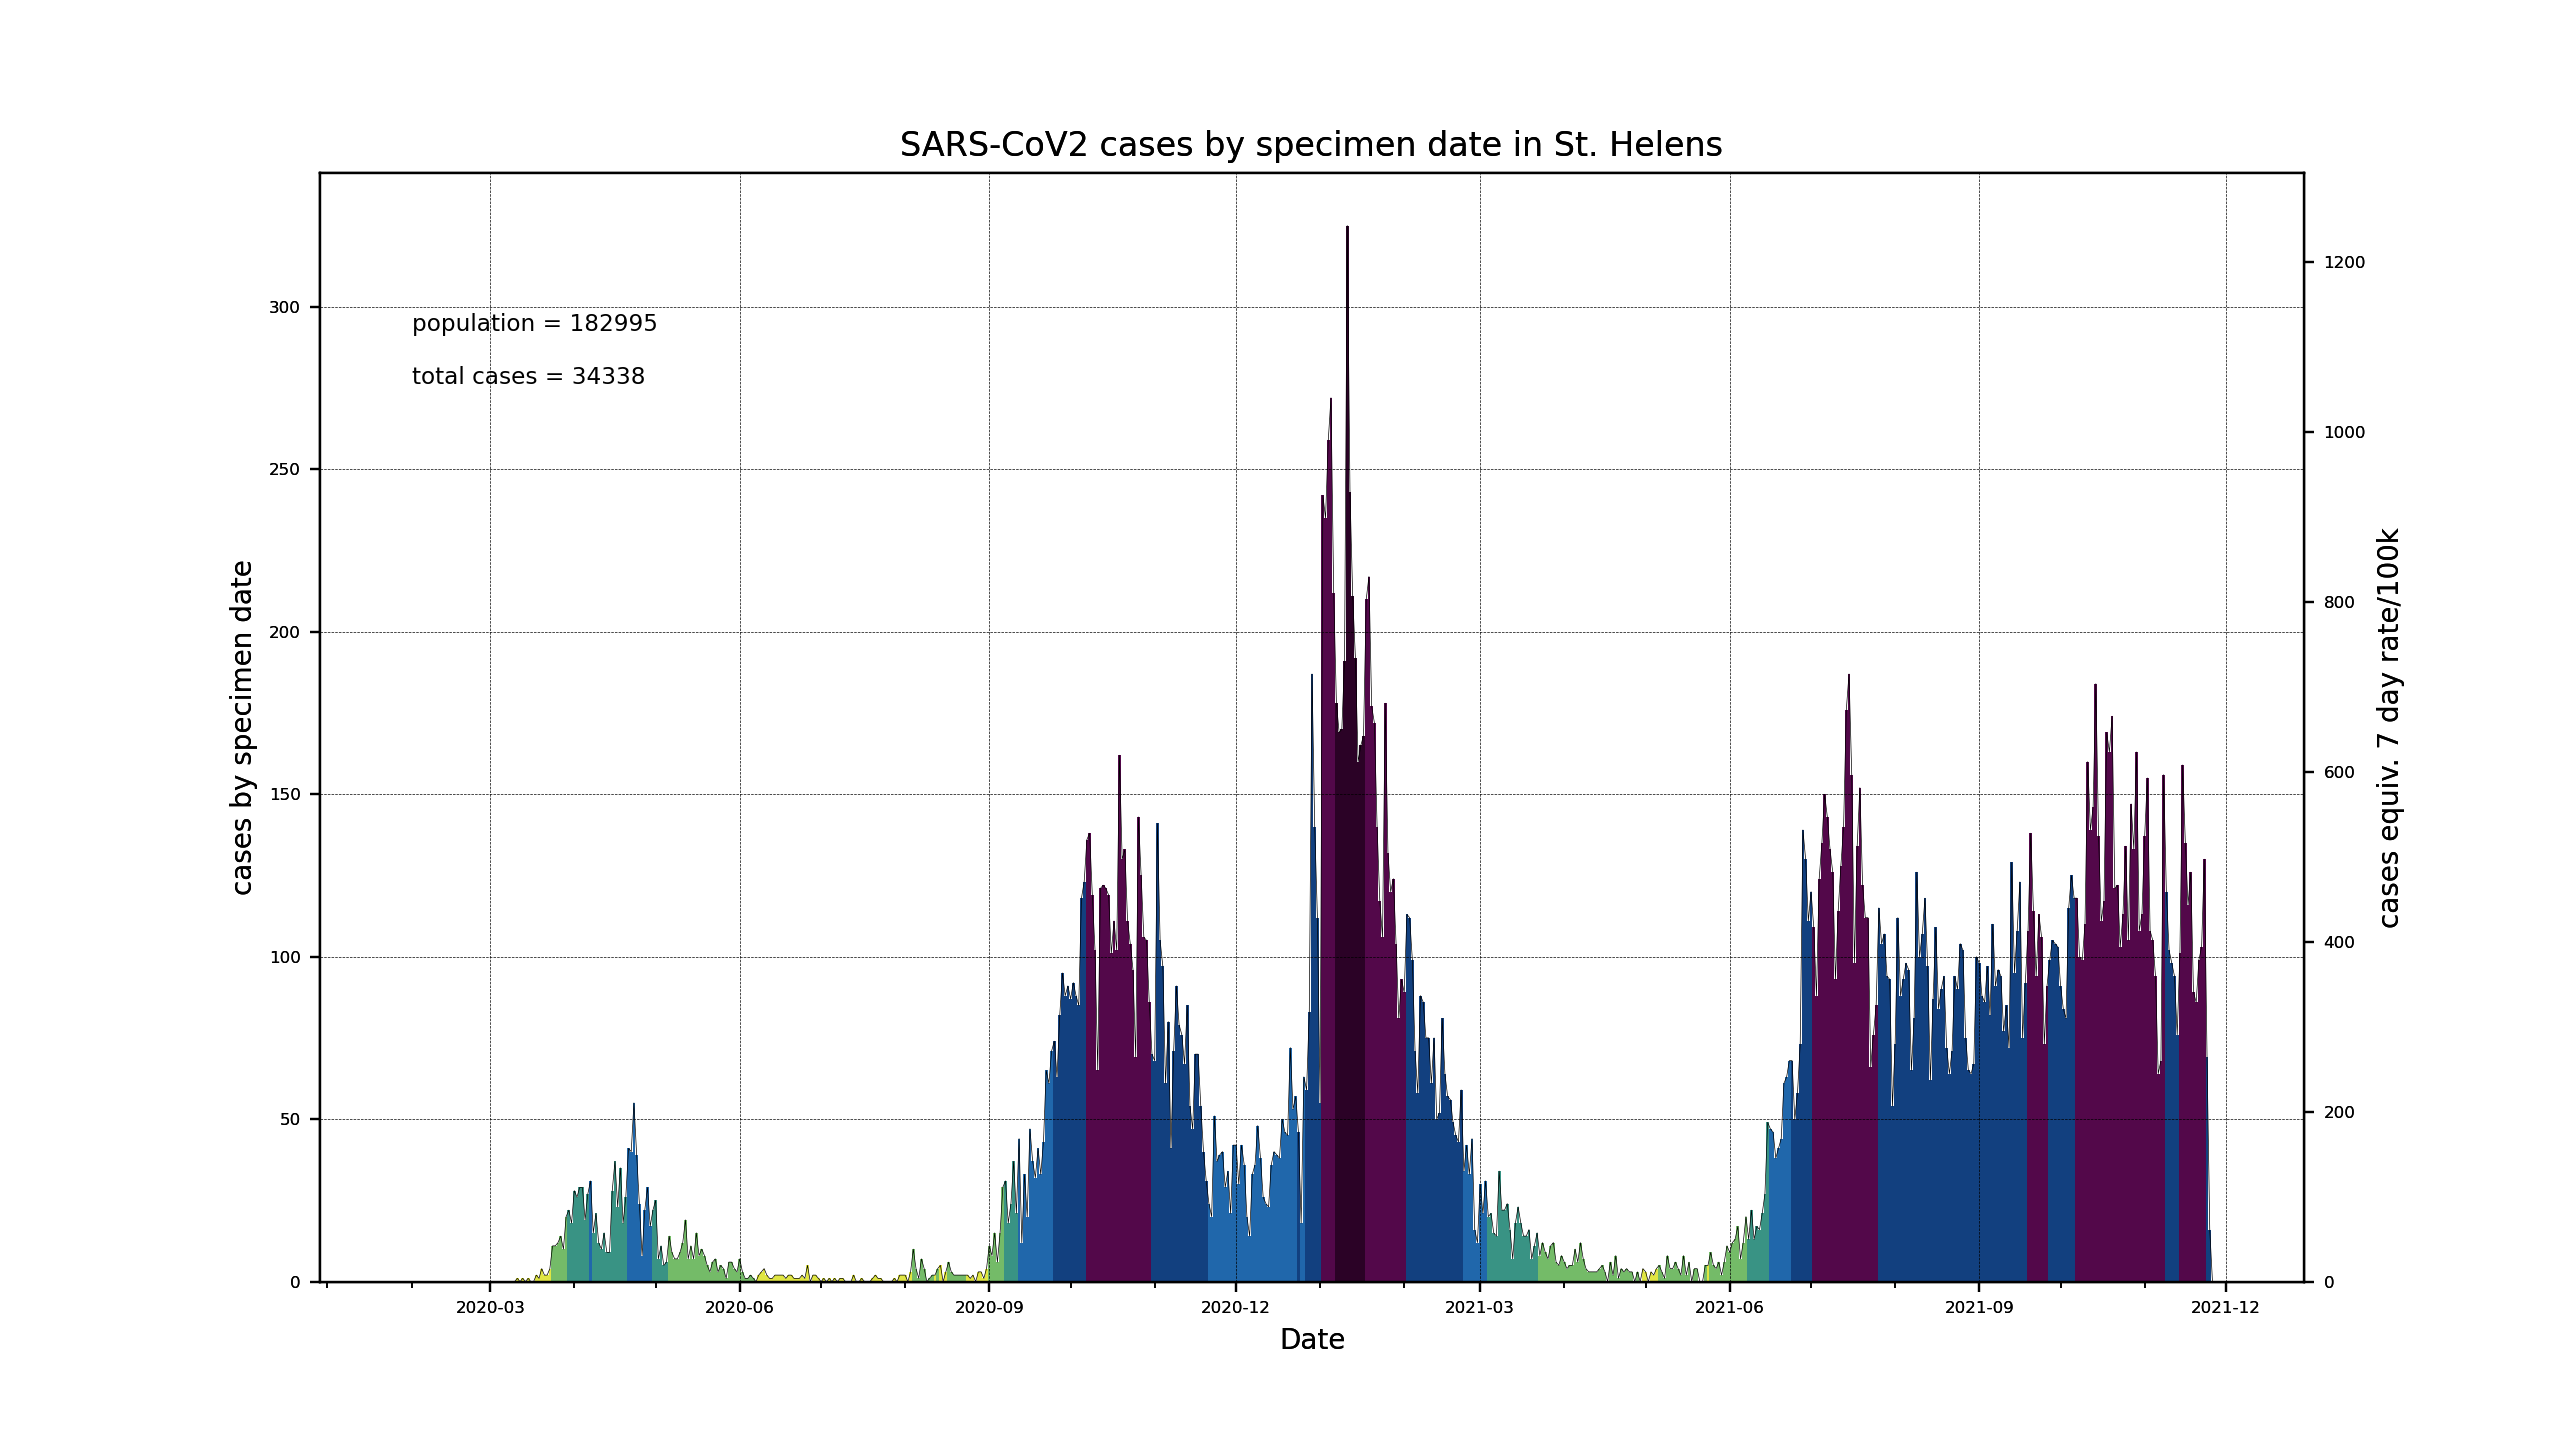 SARS-CoV2 cases by specimen date in St. Helens
population = 182995
total cases = 34338
cases by specimen date
300
250
200
150
100
50
0
1200
1000
800
600
400
200
0
cases equiv. 7 day rate/100k
2020-03 2020-06 2020-09 2020-12 2021-03 2021-06 2021-09 2021-12
Date